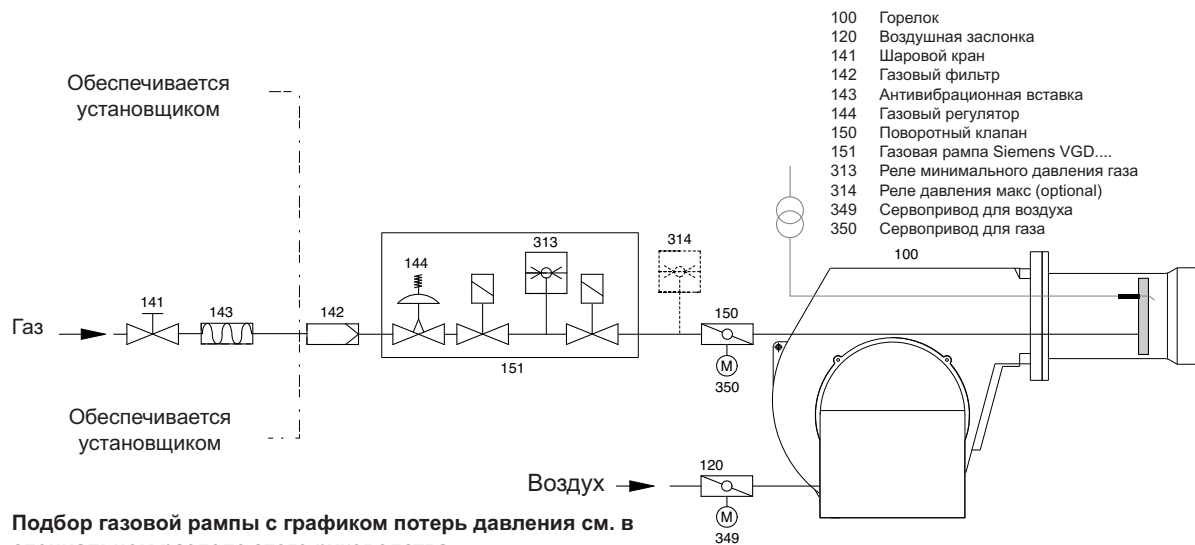 100 Горелок
120 Воздушная заслонка
141 Шаровой кран
142 Газовый фильтр
143 Антивибрационная вставка
144 Газовый регулятор
150 Поворотный клапан
151 Газовая рампа Siemens VGD....
313 Реле минимального давления газа
314 Реле давления макс (optional)
349 Сервопривод для воздуха
350 Сервопривод для газа
Обеспечивается
установщиком
313
314
100
144
141
143
142
150
Газ
151
M
350
Обеспечивается
установщиком
120
Воздух
M
349
Подбор газовой рампы с графиком потерь давления см. в